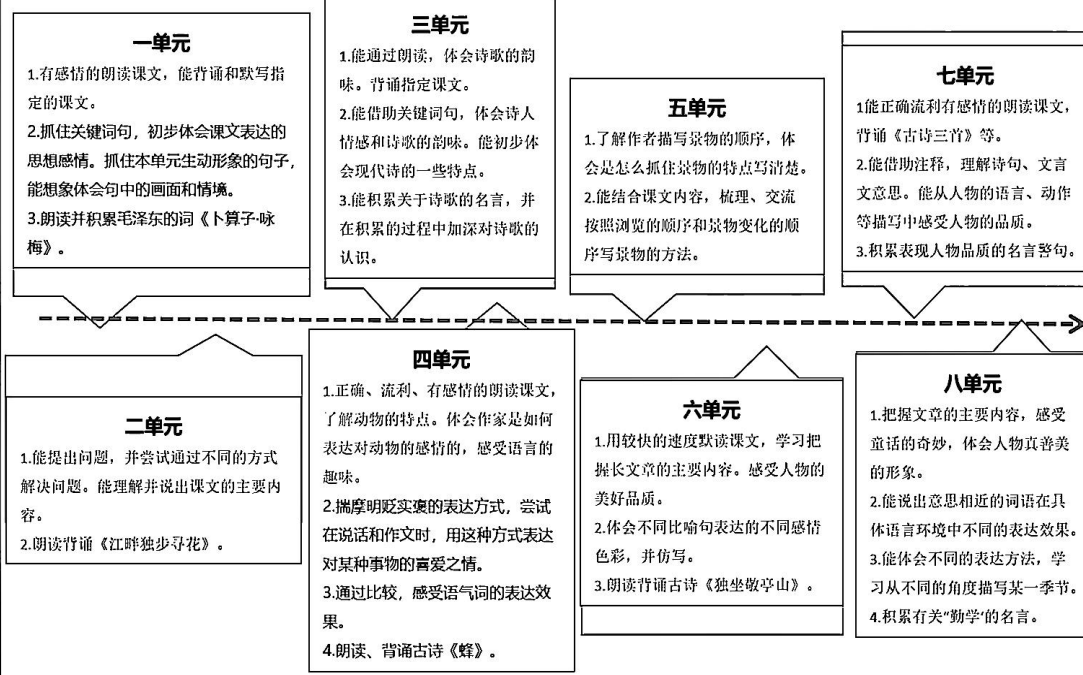 一单元
1.有感情的朗读课文，能背诵和默写指
定的课文。
2.抓住关键词句，初步体会课文表达的
思想感情。抓住本单元生动形象的句子，
能想象体会句中的画面和情境。
3.朗读并积累毛泽东的词《卜算子·咏
梅》。
二单元
1.能提出问题，并尝试通过不同的方式
解决问题。能理解并说出课文的主要内
容。
2.朗读背诵《江畔独步寻花》。
三单元
1.能通过朗读，体会诗歌的韵
味。背诵指定课文。
2.能借助关键词句，体会诗人
情感和诗歌的韵味。能初步体
会现代诗的一些特点。
3.能积累关于诗歌的名言，并
在积累的过程中加深对诗歌的
认识。
四单元
1.正确、流利、有感情的朗读课文，
了解动物的特点。体会作家是如何
表达对动物的感情的，感受语言的
趣味。
2.揣摩明贬实褒的表达方式，尝试
在说话和作文时，用这种方式表达
对某种事物的喜爱之情。
3.通过比较，感受语气词的表达效
果。
4.朗读、背诵古诗《蜂》。
五单元
1.了解作者描写景物的顺序，体
会是怎么抓住景物的特点写清楚。
2.能结合课文内容，梳理、交流
按照浏览的顺序和景物变化的顺
序写景物的方法。
六单元
1.用较快的速度默读课文，学习把
握长文章的主要内容。感受人物的
美好品质。
2.体会不同比喻句表达的不同感情
色彩，并仿写。
3.朗读背诵古诗《独坐敬亭山》。
七单元
1能正确流利有感情的朗读课文，
背诵《古诗三首》等。
2.能借助注释，理解诗句、文言
文意思。能从人物的语言、动作
等描写中感受人物的品质。
3.积累表现人物品质的名言警句。
八单元
1.把握文章的主要内容，感受
童话的奇妙，体会人物真善美
的形象。
2.能说出意思相近的词语在具
体语言环境中不同的表达效果。
3.能体会不同的表达方法，学
习从不同的角度描写某一季节。
4.积累有关“勤学‘的名言。